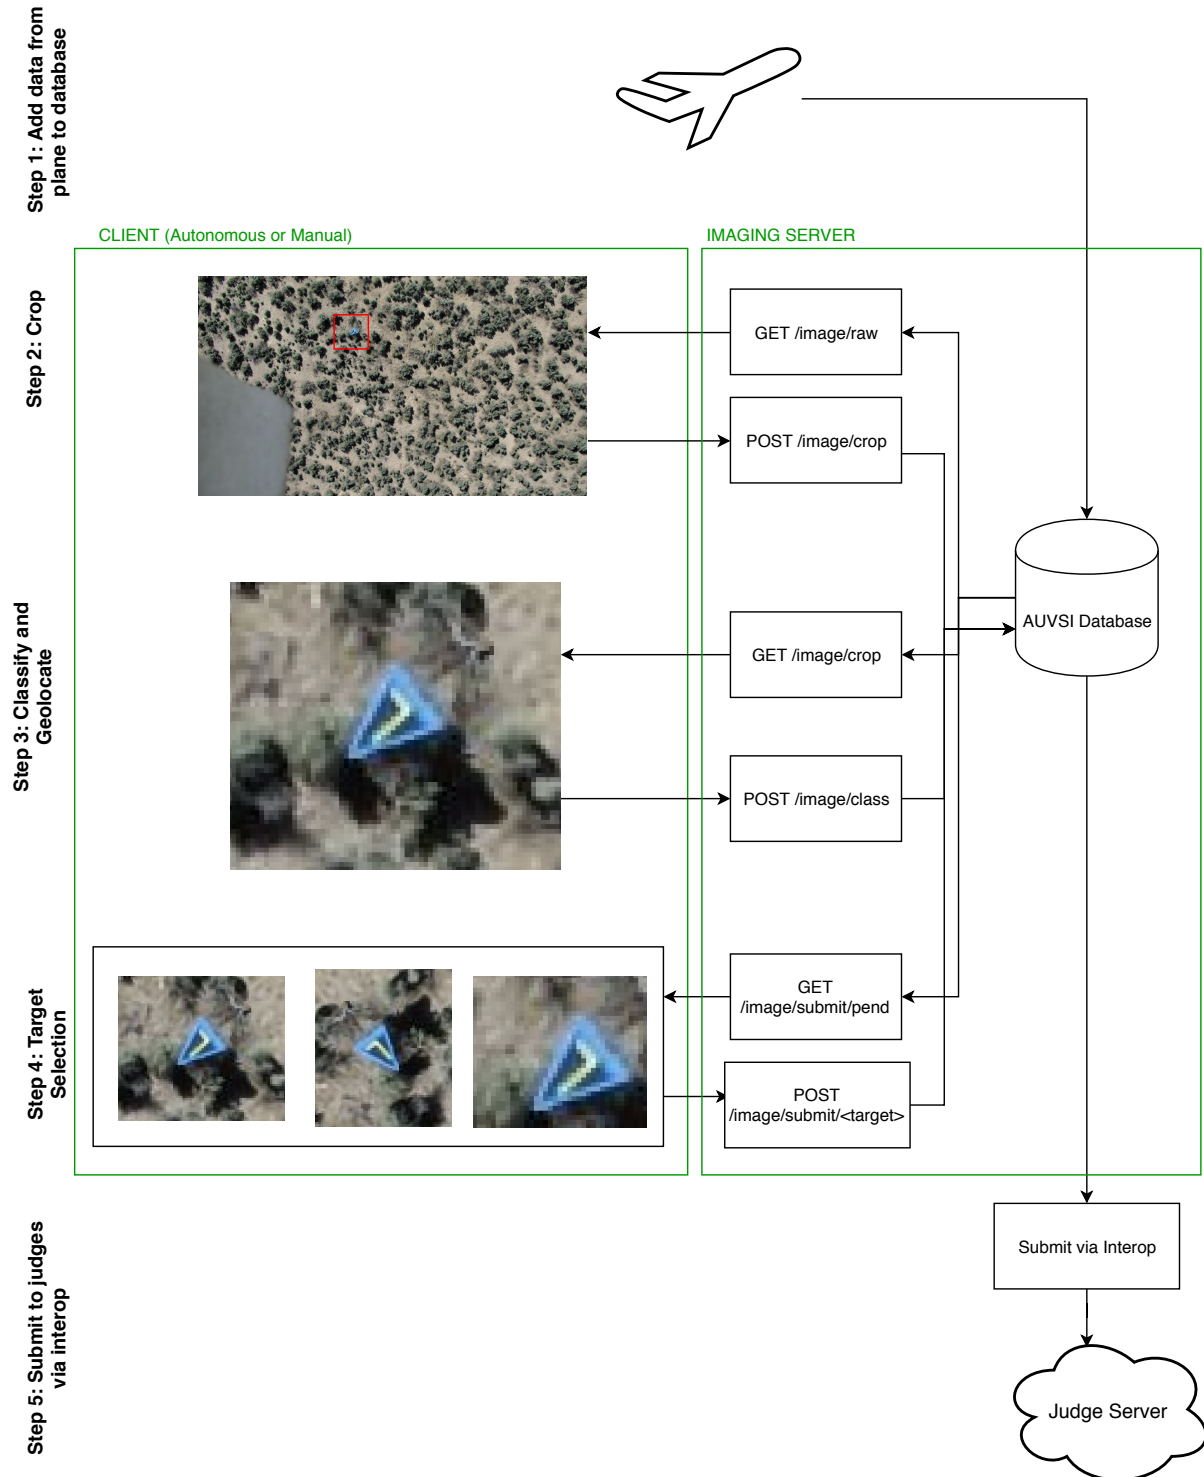 Step 1: Add data from
plane to database
CLIENT (Autonomous or Manual)
IMAGING SERVER
Step 2: Crop
GET /image/raw
POST /image/crop
AUVSI Database
Step 3: Classify and
Geolocate
GET /image/crop
POST /image/class
Step 4: Target
Selection
GET
/image/submit/pend
POST
/image/submit/<target>
Step 5: Submit to judges
via interop
Submit via Interop
Judge Server